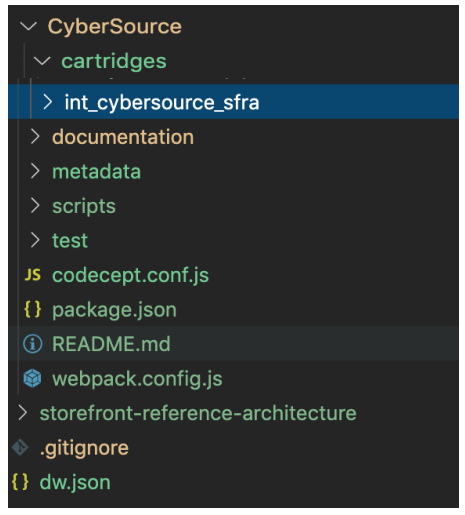 CyberSource
cartridges
int_cybersource_sfra
documentation
metadata
scripts
test
JS codecept.conf.js
{} package.json
README.md
webpack.config.js
storefront-reference-architecture
.gitignore
{} dw.json